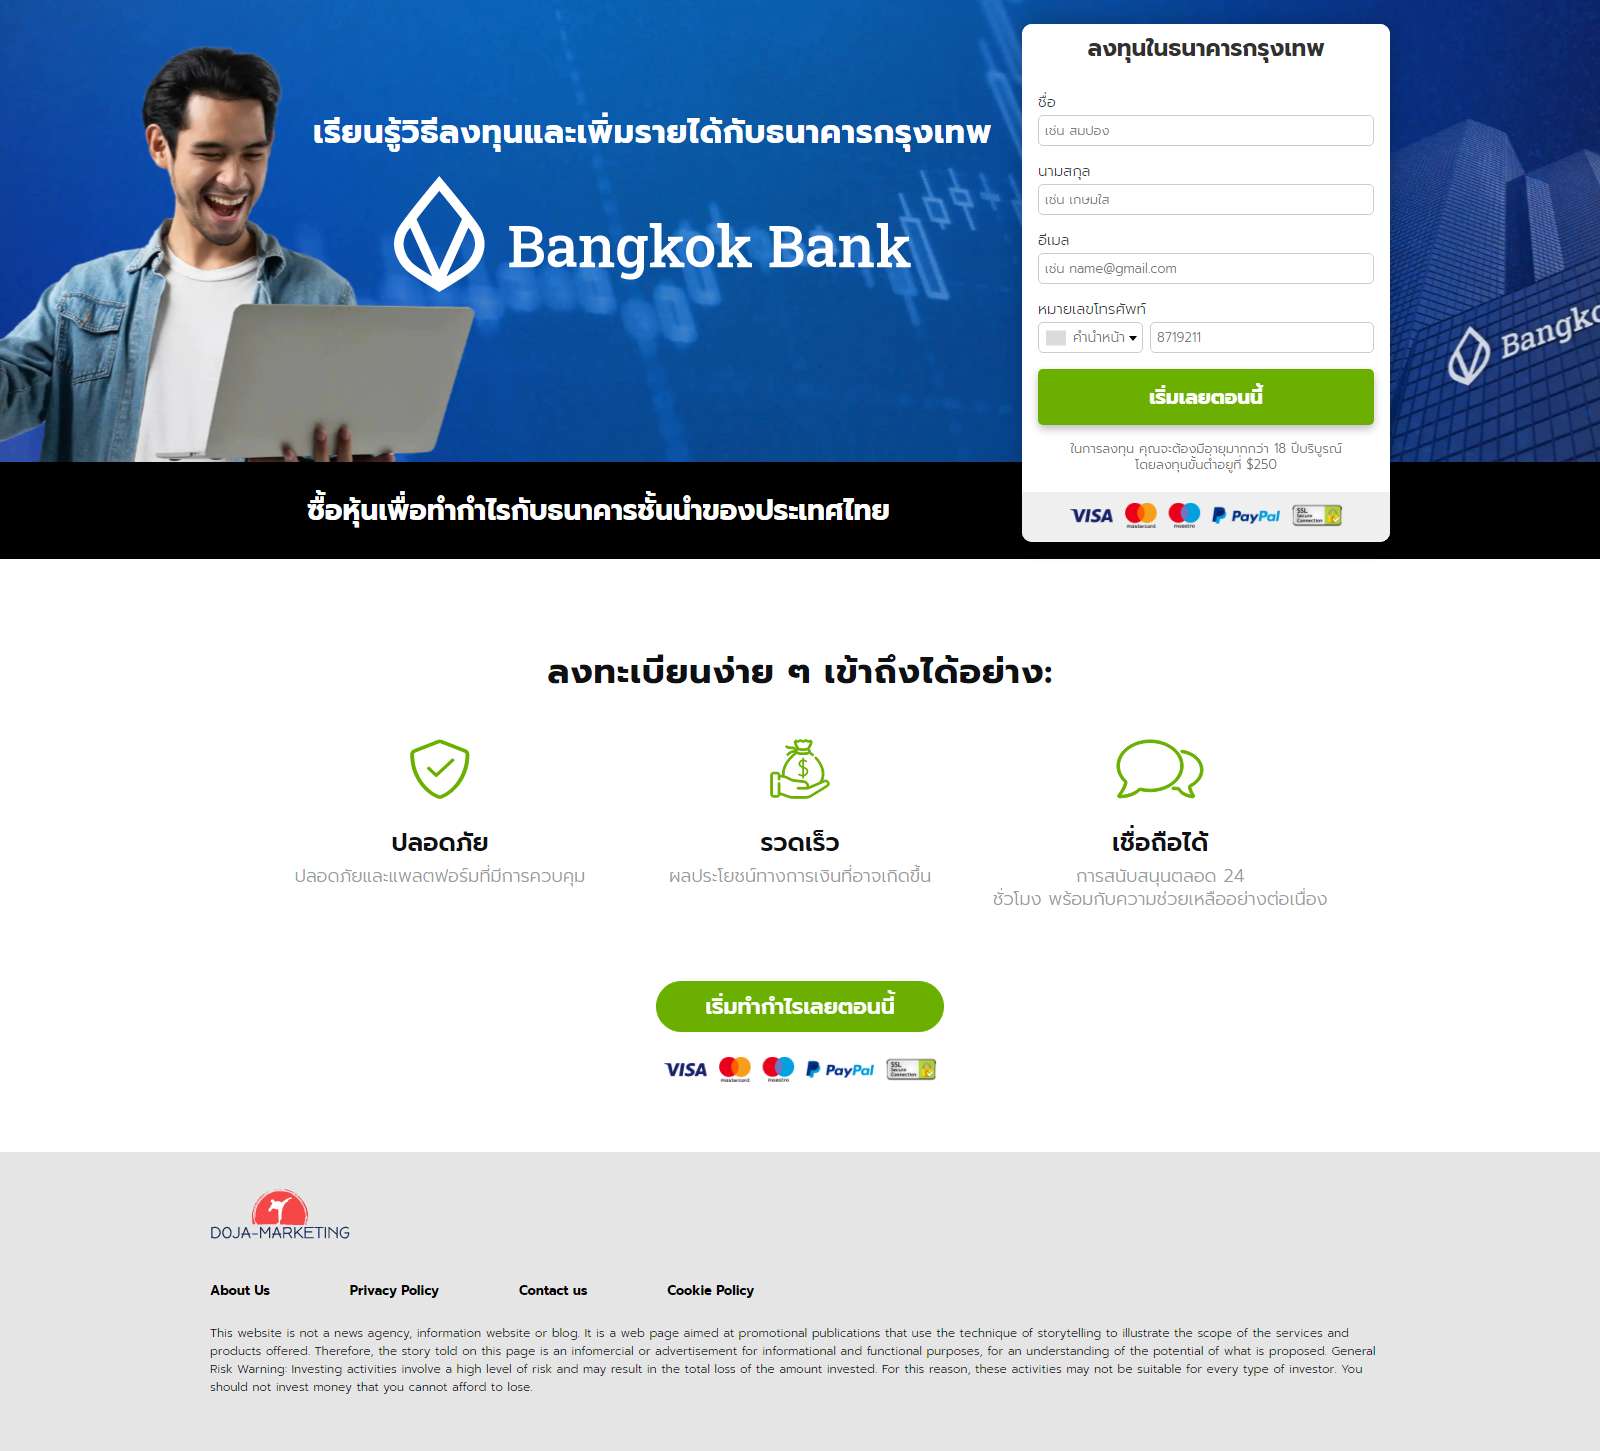 ลงทุนในธนาคารกรุงเทพ
เรียนรู้วิธีลงทุนและเพิ่มรายได้กับธนาคารกรุงเทพ
Bangkok Bank
ชื่อ
เช่น สมปอง
นามสกุล
เช่น เกษมใส
อีเมล
เช่น name@gmail.com
หมายเลขโทรศัพท์
คำนำหน้า 8719211
เริ่มเลยตอนนี้
ในการลงทุน คุณจะต้องมีอายุมากกว่า 18 ปีบริบูรณ์
โดยลงทุนขั้นต่ำอยู่ที่ $250
VISA mastercard maestro PayPal SSL Secure Connection
ซื้อหุ้นเพื่อทำกำไรกับธนาคารชั้นนำของประเทศไทย
ลงทะเบียนง่าย ๆ เข้าถึงได้อย่าง:
ปลอดภัย
ปลอดภัยและแพลตฟอร์มที่มีการควบคุม
รวดเร็ว
ผลประโยชน์ทางการเงินที่อาจเกิดขึ้น
เชื่อถือได้
การสนับสนุนตลอด 24
ชั่วโมง พร้อมกับความช่วยเหลืออย่างต่อเนื่อง
เริ่มทำกำไรเลยตอนนี้
VISA mastercard maestro PayPal SSL Secure Connection
DOJA-MARKETING
About Us Privacy Policy Contact us Cookie Policy
This website is not a news agency, information website or blog. It is a web page aimed at promotional publications that use the technique of storytelling to illustrate the scope of the services and
products offered. Therefore, the story told on this page is an infomercial or advertisement for informational and functional purposes, for an understanding of the potential of what is proposed. General
Risk Warning: Investing activities involve a high level of risk and may result in the total loss of the amount invested. For this reason, these activities may not be suitable for every type of investor. You
should not invest money that you cannot afford to lose.